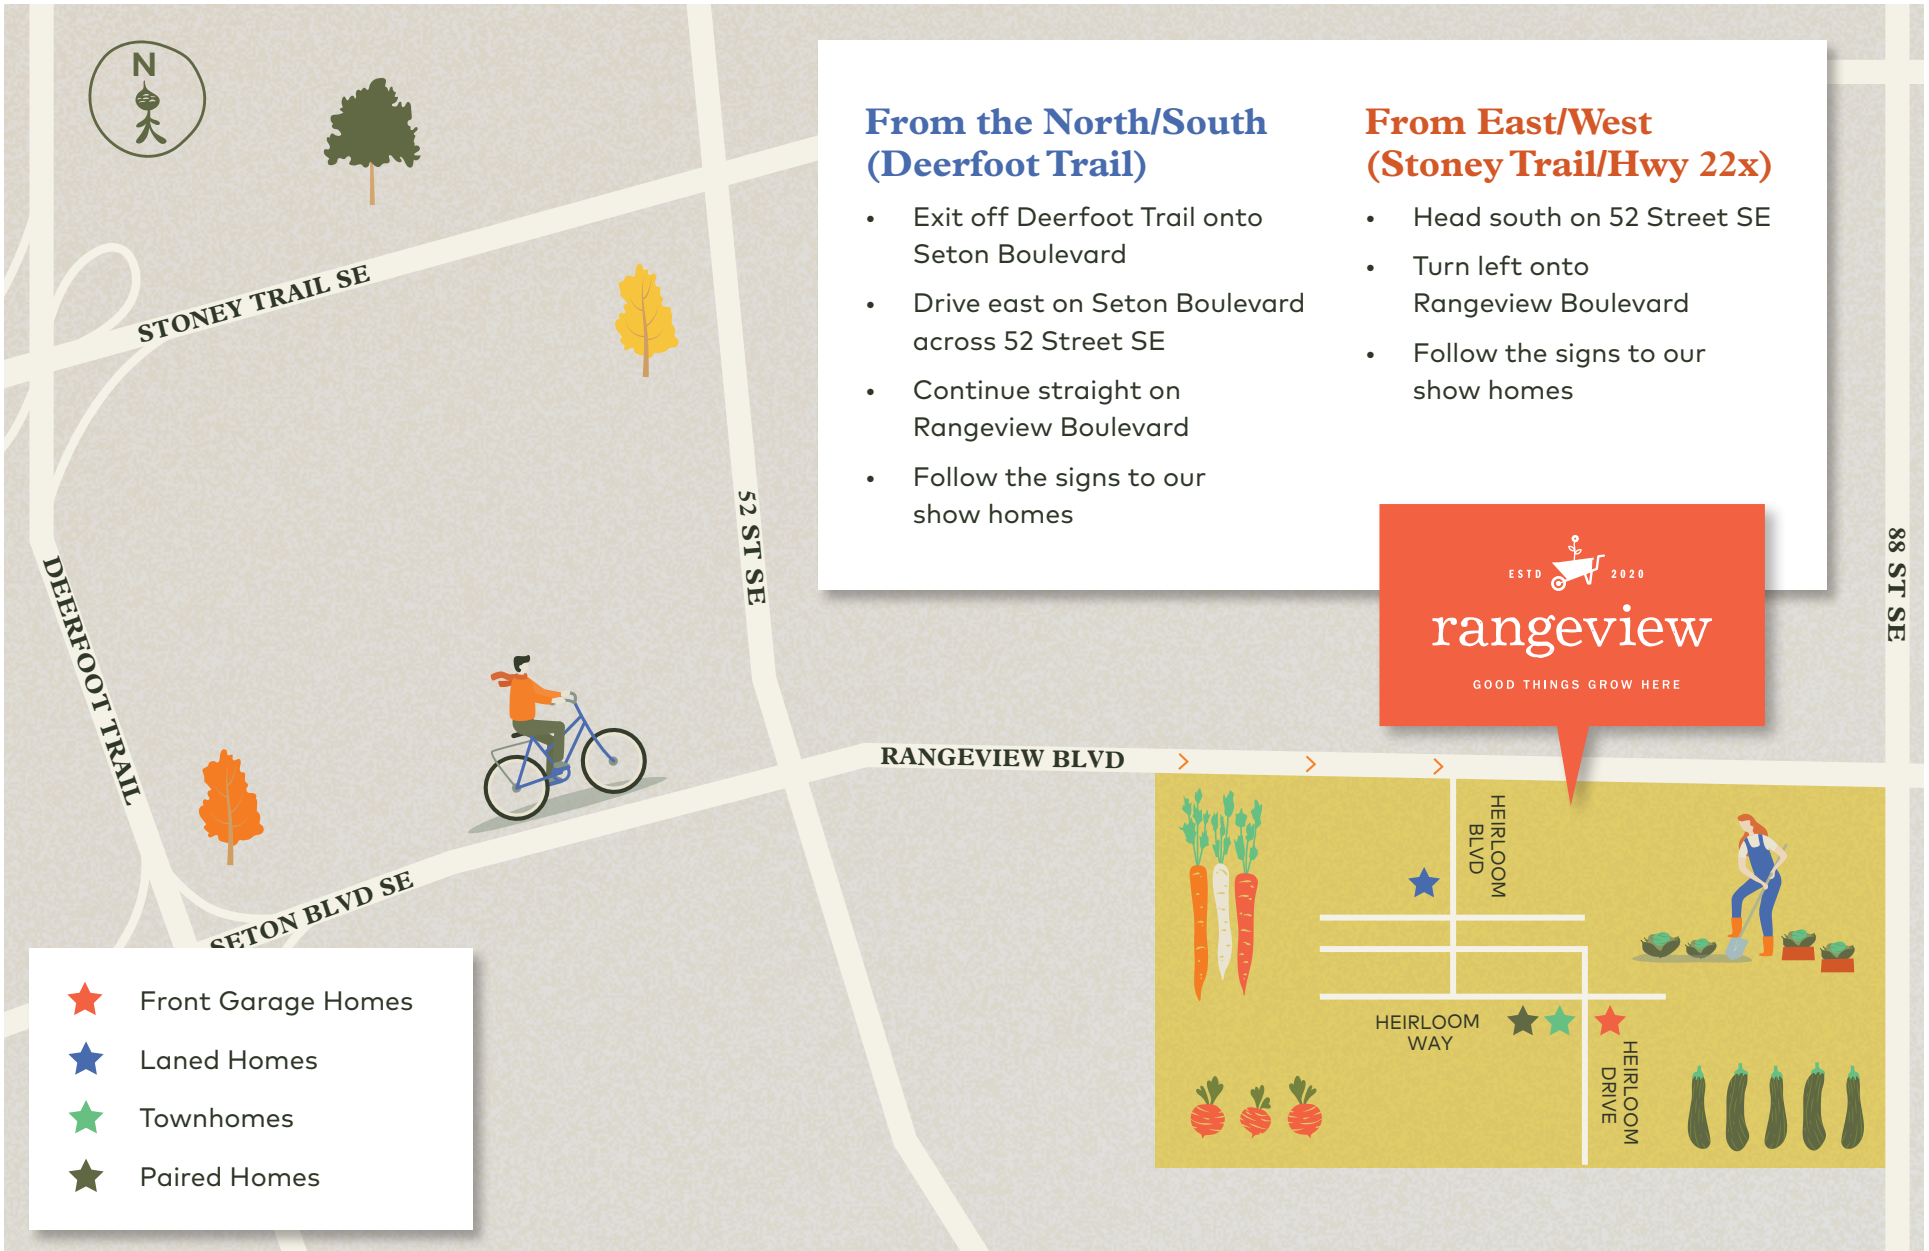 N
From the North/South
(Deerfoot Trail)
• Exit off Deerfoot Trail onto
Seton Boulevard
• Drive east on Seton Boulevard
across 52 Street SE
• Continue straight on
Rangeview Boulevard
• Follow the signs to our
show homes
From East/West
(Stoney Trail/Hwy 22x)
• Head south on 52 Street SE
• Turn left onto
Rangeview Boulevard
• Follow the signs to our
show homes
STONEY TRAIL SE
52 ST SE
88 ST SE
DEERFOOT TRAIL
ESTD 2020
rangeview
GOOD THINGS GROW HERE
RANGEVIEW BLVD
SETON BLVD SE
HEIRLOOM
BLVD
HEIRLOOM
WAY
HEIRLOOM
DRIVE
Front Garage Homes
Laned Homes
Townhomes
Paired Homes